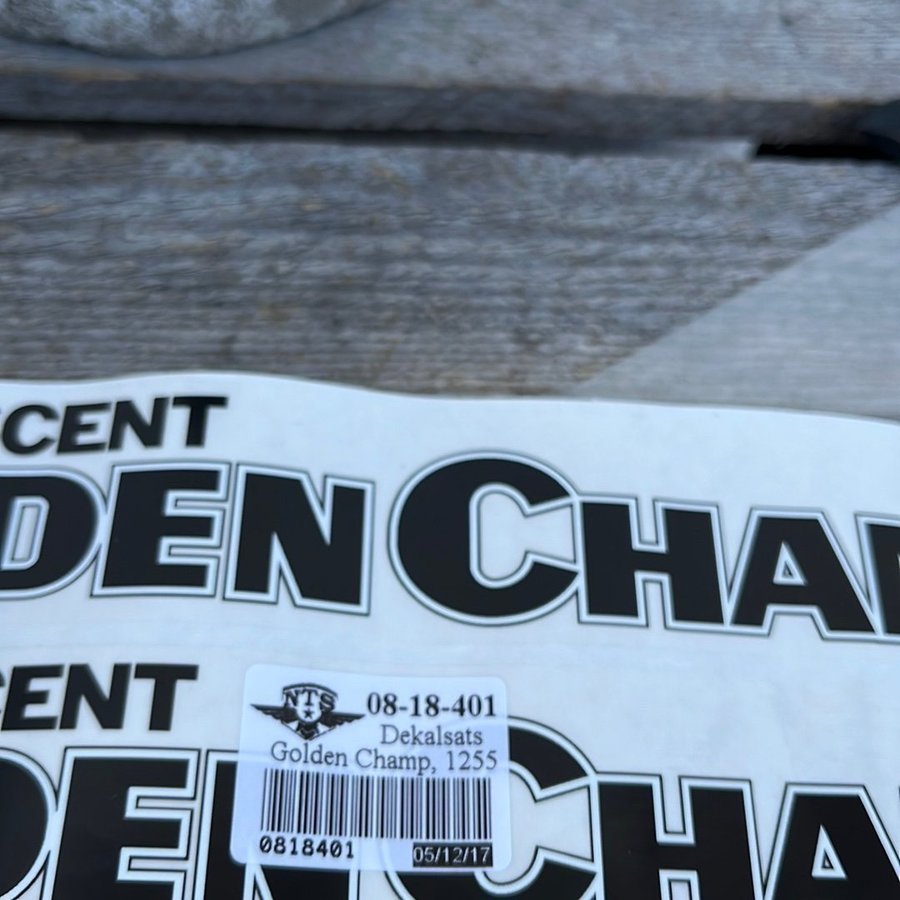 CENT
DEN CHA
CENT
DEN CHA
NTS
08-18-401
Dekalsats
Golden Champ, 1255
0818401
05/12/17